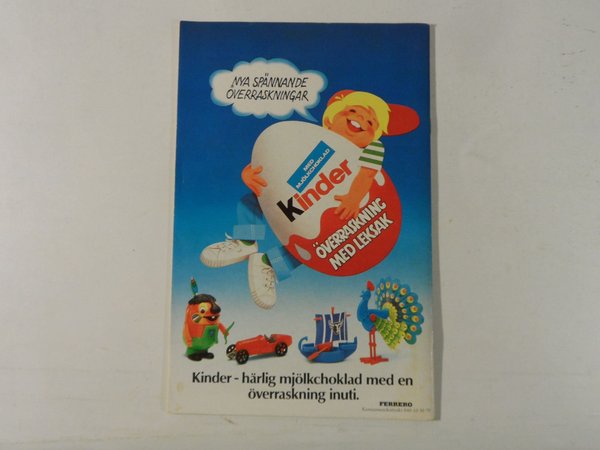 NYA SPÄNNANDE
ÖVERRASKNINGAR
MED
MJÖLKCHOKLAD
Kinder
ÖVERRASKNING
MED LEKSAK
Kinder - härlig mjölkchoklad med en
överraskning inuti.
FERRERO